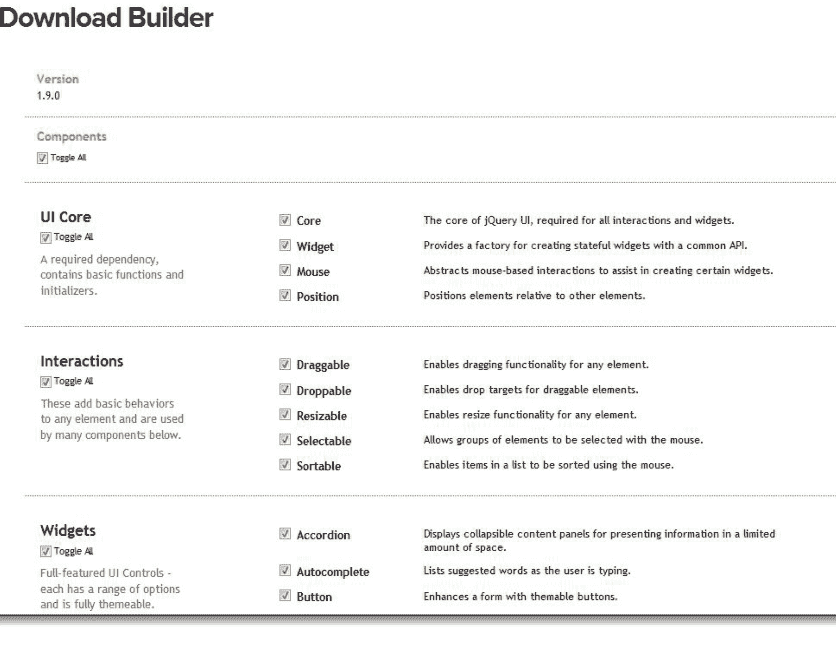 Download Builder
Version
1.9.0
Components
Toggle All
UI Core
Toggle All
A required dependency,
contains basic functions and
initializers.
Core
The core of jQuery UI, required for all interactions and widgets.
Widget
Provides a factory for creating stateful widgets with a common API.
Mouse
Abstracts mouse-based interactions to assist in creating certain widgets.
Position
Positions elements relative to other elements.
Interactions
Toggle All
These add basic behaviors
to any element and are used
by many components below.
Draggable
Enables dragging functionality for any element.
Droppable
Enables drop targets for draggable elements.
Resizable
Enables resize functionality for any element.
Selectable
Allows groups of elements to be selected with the mouse.
Sortable
Enables items in a list to be sorted using the mouse.
Widgets
Toggle All
Full-featured UI Controls -
each has a range of options
and is fully themeable.
Accordion
Displays collapsible content panels for presenting information in a limited
amount of space.
Autocomplete
Lists suggested words as the user is typing.
Button
Enhances a form with themable buttons.